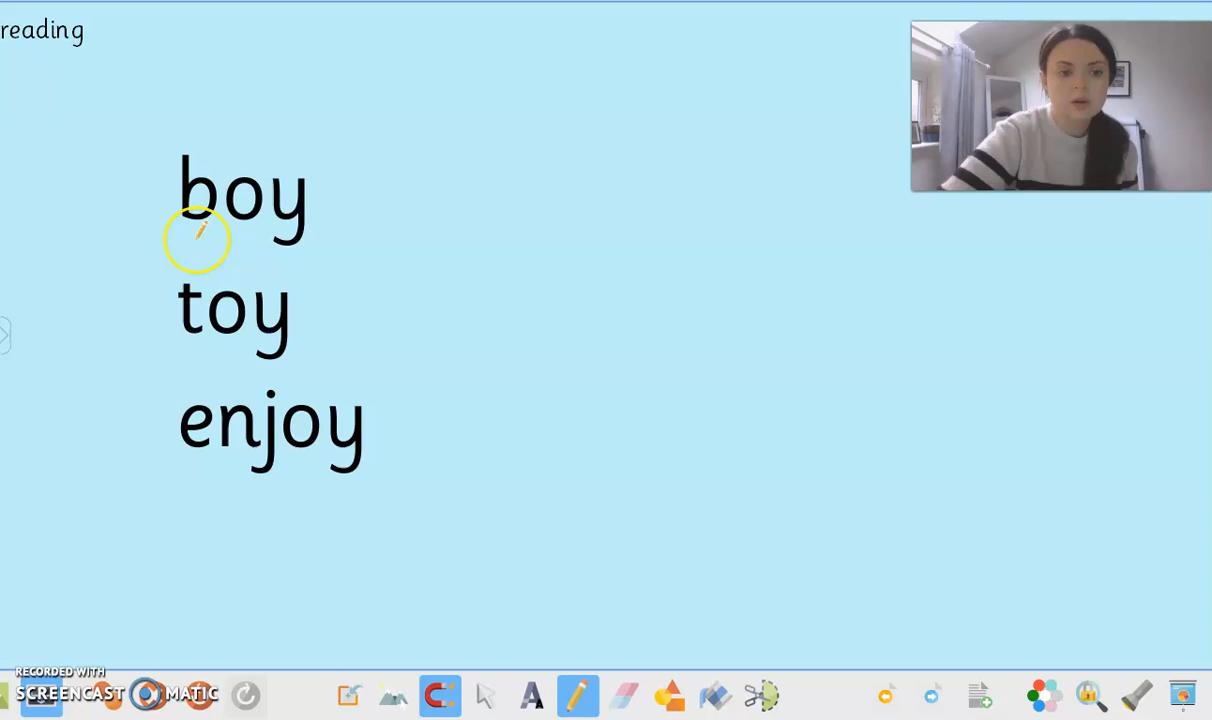 reading
boy
toy
enjoy
RECORDED WITH
SCREENCAST MATIC